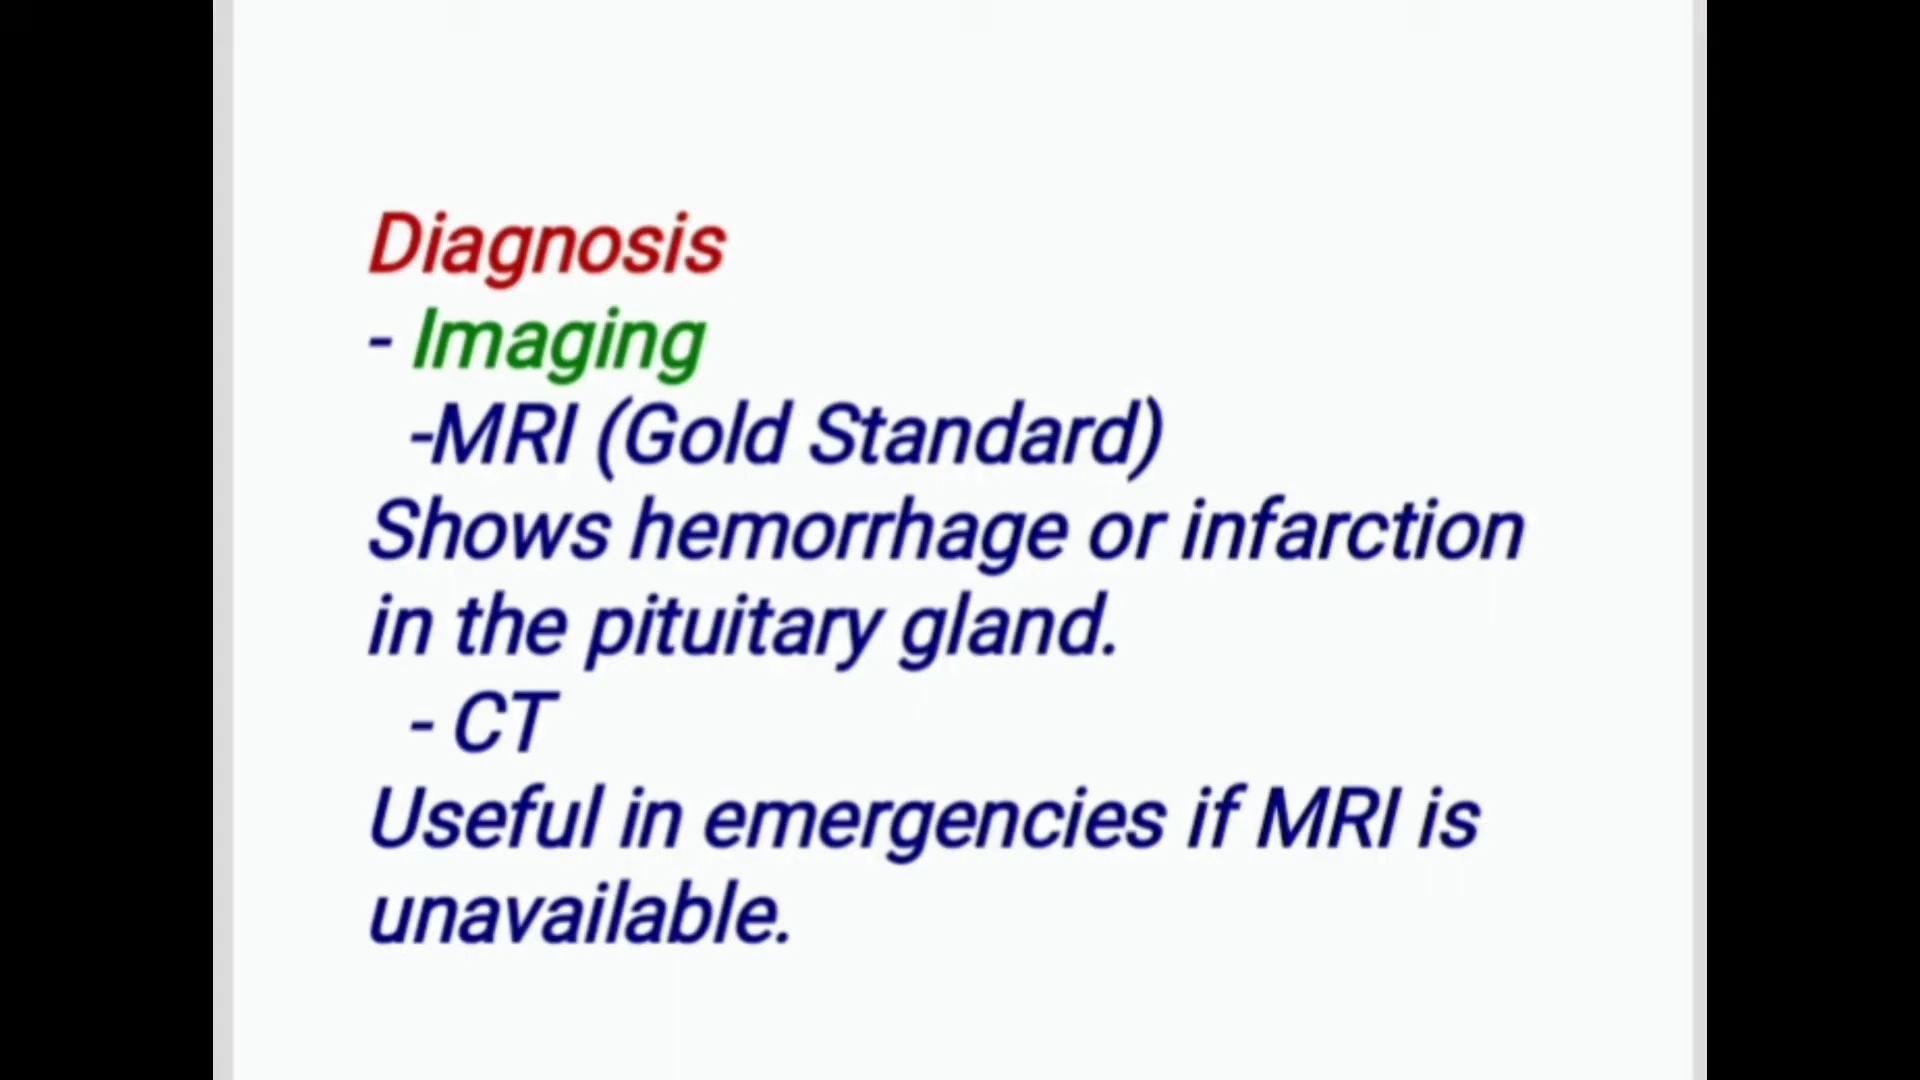 Diagnosis
- Imaging
-MRI (Gold Standard)
Shows hemorrhage or infarction
in the pituitary gland.
- CT
Useful in emergencies if MRI is
unavailable.